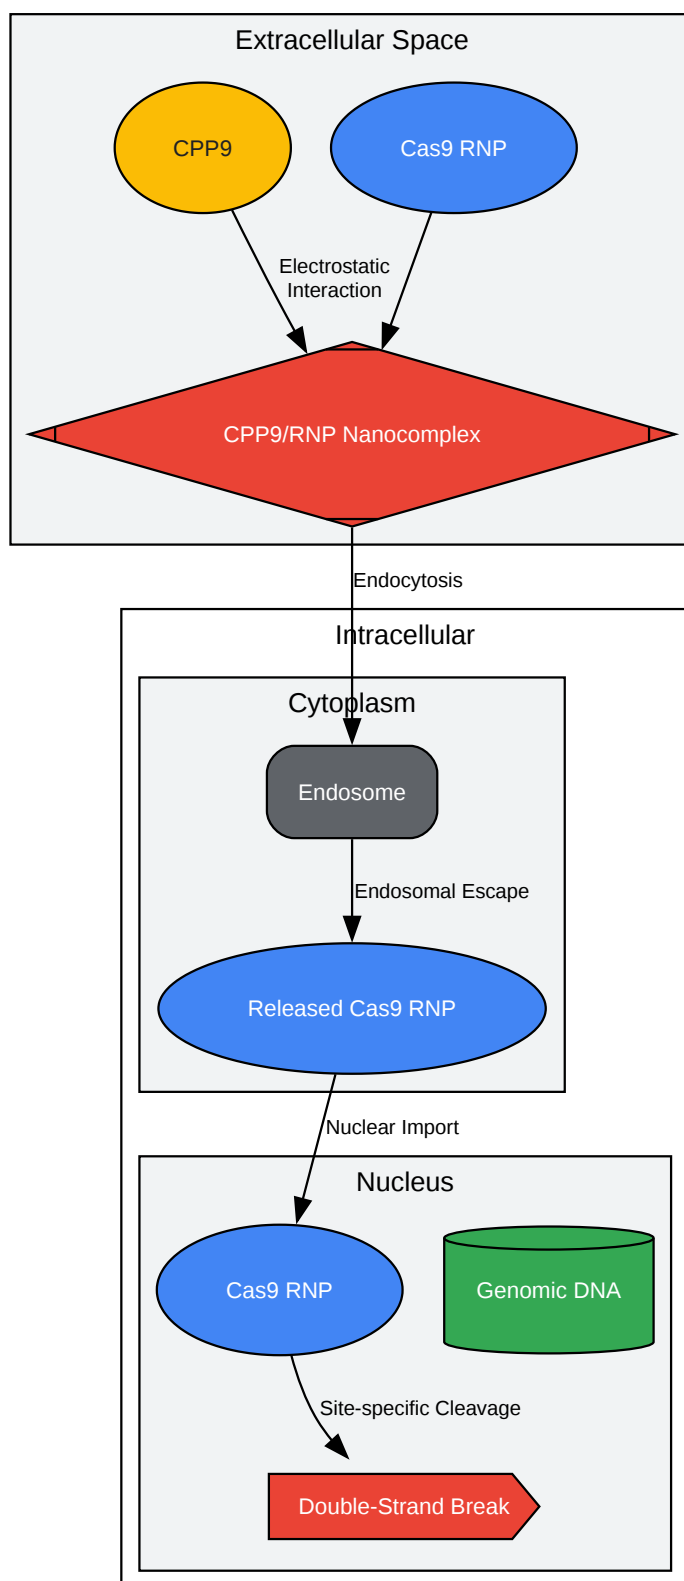 Extracellular Space
CPP9
Cas9 RNP
Electrostatic
Interaction
CPP9/RNP Nanocomplex
Endocytosis
Intracellular
Cytoplasm
Endosome
Endosomal Escape
Released Cas9 RNP
Nuclear Import
Nucleus
Cas9 RNP
Genomic DNA
Site-specific Cleavage
Double-Strand Break